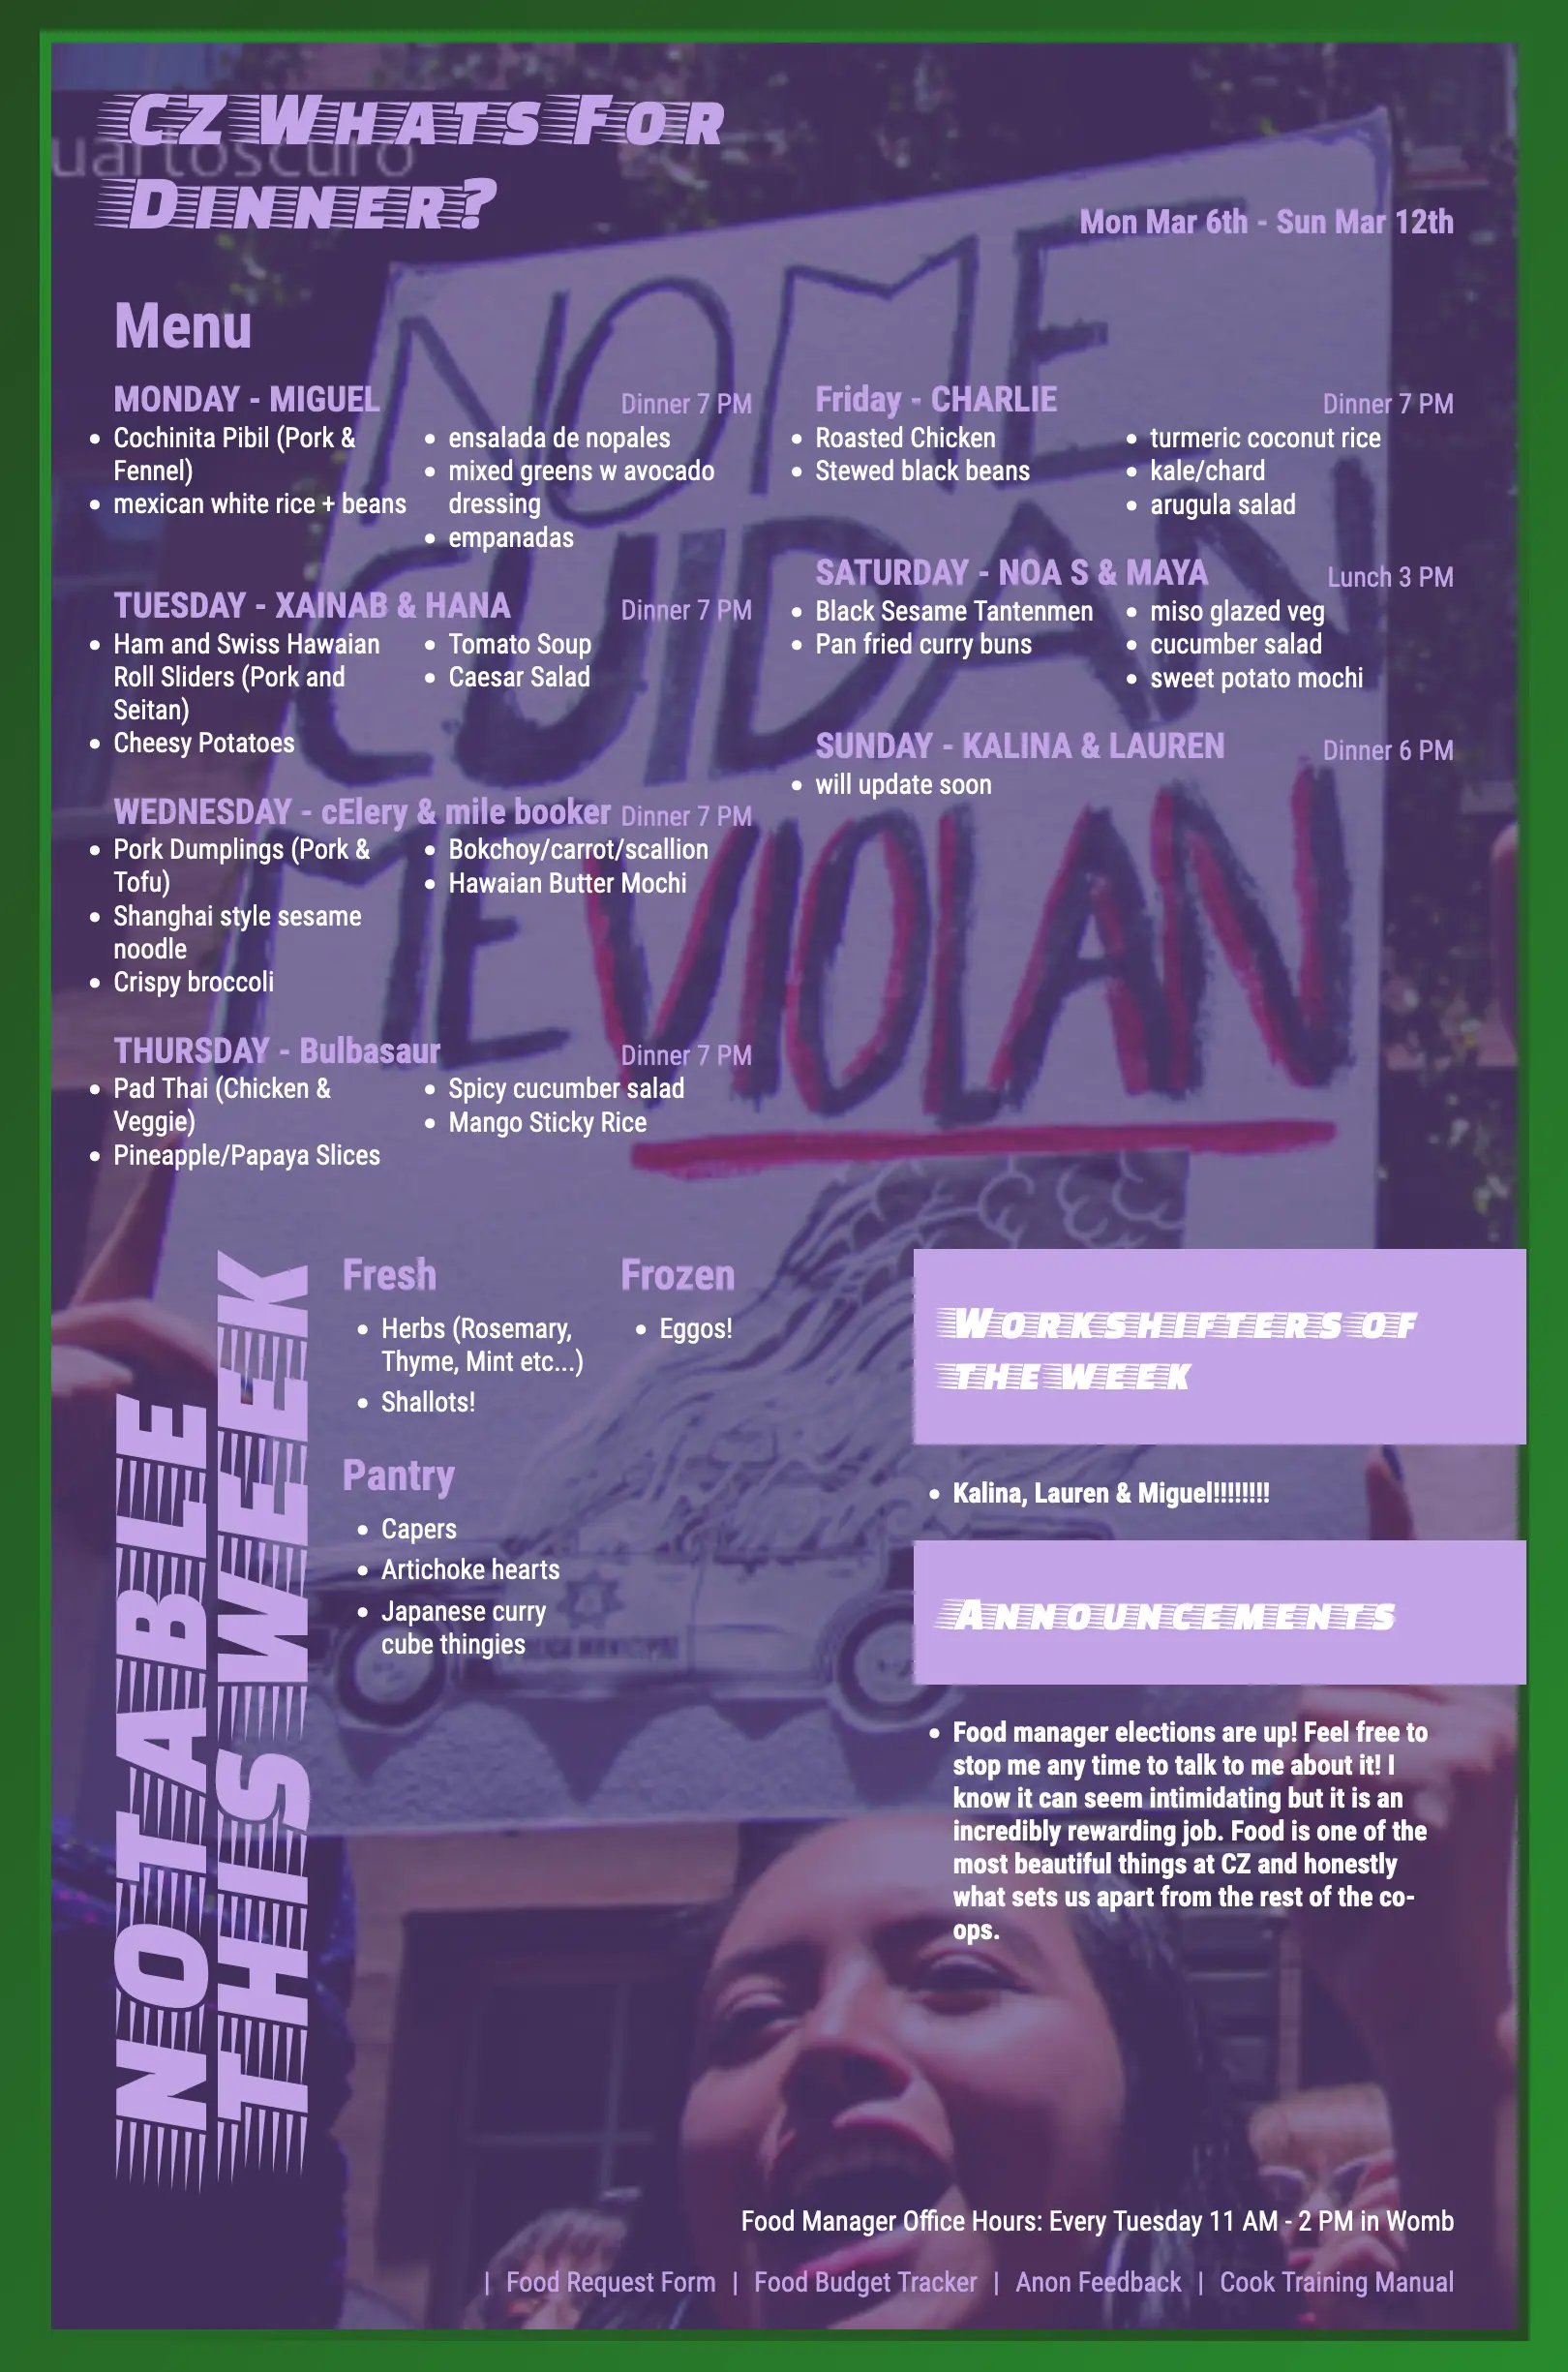 CZ Whats For
Dinner?
uartoscuro
Mon Mar 6th - Sun Mar 12th
NO ME
CUIDAN
ME VIOLAN
Menu
MONDAY - MIGUEL
Dinner 7 PM
Cochinita Pibil (Pork &
Fennel)
mexican white rice + beans
ensalada de nopales
mixed greens w avocado
dressing
empanadas
TUESDAY - XAINAB & HANA
Dinner 7 PM
Ham and Swiss Hawaian
Roll Sliders (Pork and
Seitan)
Cheesy Potatoes
Tomato Soup
Caesar Salad
WEDNESDAY - cElery & mile booker
Dinner 7 PM
Pork Dumplings (Pork &
Tofu)
Shanghai style sesame
noodle
Crispy broccoli
Bokchoy/carrot/scallion
Hawaian Butter Mochi
THURSDAY - Bulbasaur
Dinner 7 PM
Pad Thai (Chicken &
Veggie)
Pineapple/Papaya Slices
Spicy cucumber salad
Mango Sticky Rice
Friday - CHARLIE
Dinner 7 PM
Roasted Chicken
Stewed black beans
turmeric coconut rice
kale/chard
arugula salad
SATURDAY - NOA S & MAYA
Lunch 3 PM
Black Sesame Tantenmen
Pan fried curry buns
miso glazed veg
cucumber salad
sweet potato mochi
SUNDAY - KALINA & LAUREN
Dinner 6 PM
will update soon
NOTABLE
THIS WEEK
Fresh
Herbs (Rosemary,
Thyme, Mint etc...)
Shallots!
Frozen
Eggos!
Pantry
Capers
Artichoke hearts
Japanese curry
cube thingies
Workshifters of
the week
Kalina, Lauren & Miguel!!!!!!!!
Announcements
Food manager elections are up! Feel free to
stop me any time to talk to me about it! I
know it can seem intimidating but it is an
incredibly rewarding job. Food is one of the
most beautiful things at CZ and honestly
what sets us apart from the rest of the co-
ops.
Food Manager Office Hours: Every Tuesday 11 AM - 2 PM in Womb
| Food Request Form | Food Budget Tracker | Anon Feedback | Cook Training Manual